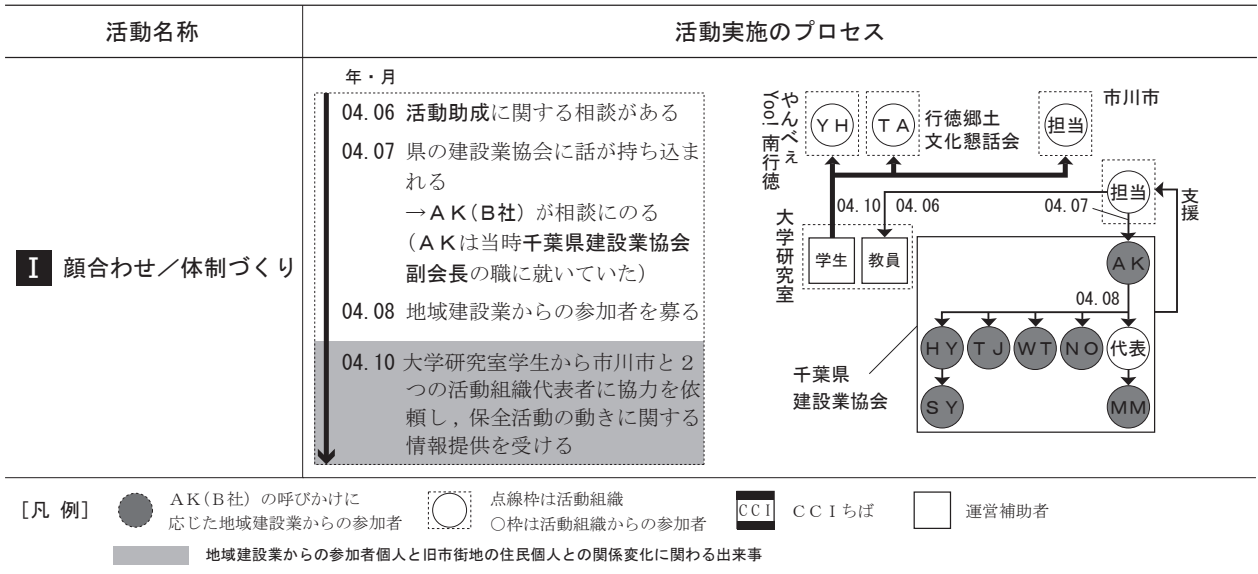 活動名称
活動実施のプロセス
Ⅰ 顔合わせ／体制づくり
年・月
04.06 活動助成に関する相談がある
04.07 県の建設業協会に話が持ち込ま
れる
→ＡＫ(Ｂ社) が相談にのる
(ＡＫは当時千葉県建設業協会
副会長の職に就いていた)
04.08 地域建設業からの参加者を募る
04.10 大学研究室学生から市川市と２
つの活動組織代表者に協力を依
頼し，保全活動の動きに関する
情報提供を受ける
やんべぇ
Yoo! 南行徳
ＹＨ
ＴＡ
行徳郷土
文化懇話会
担当
市川市
大学研究室
04.10
04.06
学生
教員
担当
04.07
支援
ＡＫ
04.08
ＨＹ
ＴＪ
ＷＴ
ＮＯ
代表
千葉県
建設業協会
ＳＹ
ＭＭ
[凡 例]
ＡＫ(Ｂ社) の呼びかけに
応じた地域建設業からの参加者
点線枠は活動組織
○枠は活動組織からの参加者
CCI
ＣＣＩちば
運営補助者
地域建設業からの参加者個人と旧市街地の住民個人との関係変化に関わる出来事